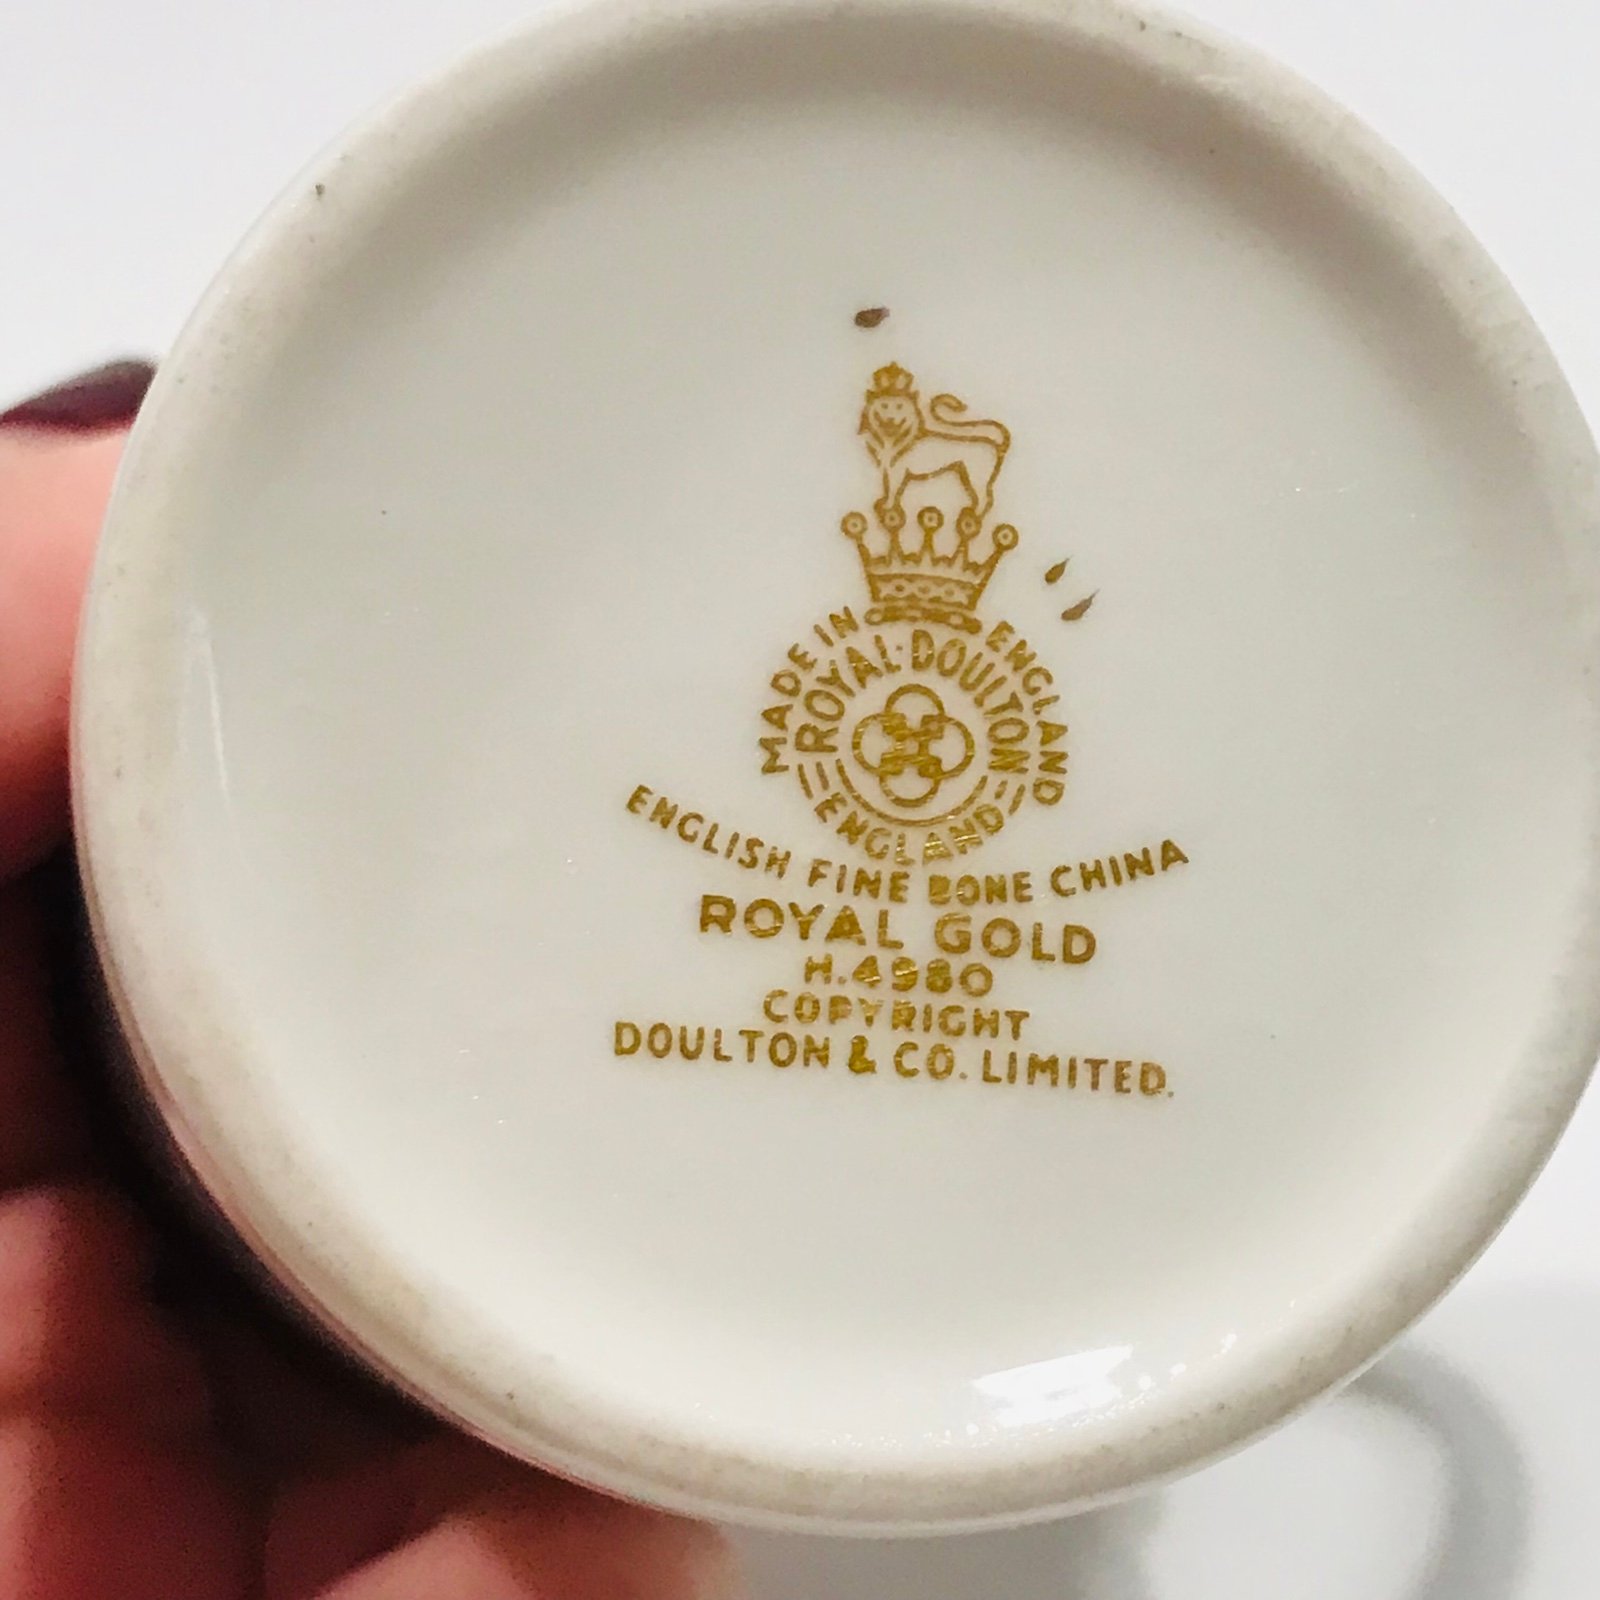 MADE IN ENGLAND
ROYAL·DOULTON
ENGLAND
ENGLISH FINE BONE CHINA
ROYAL GOLD
H.4980
COPYRIGHT
DOULTON & CO. LIMITED.